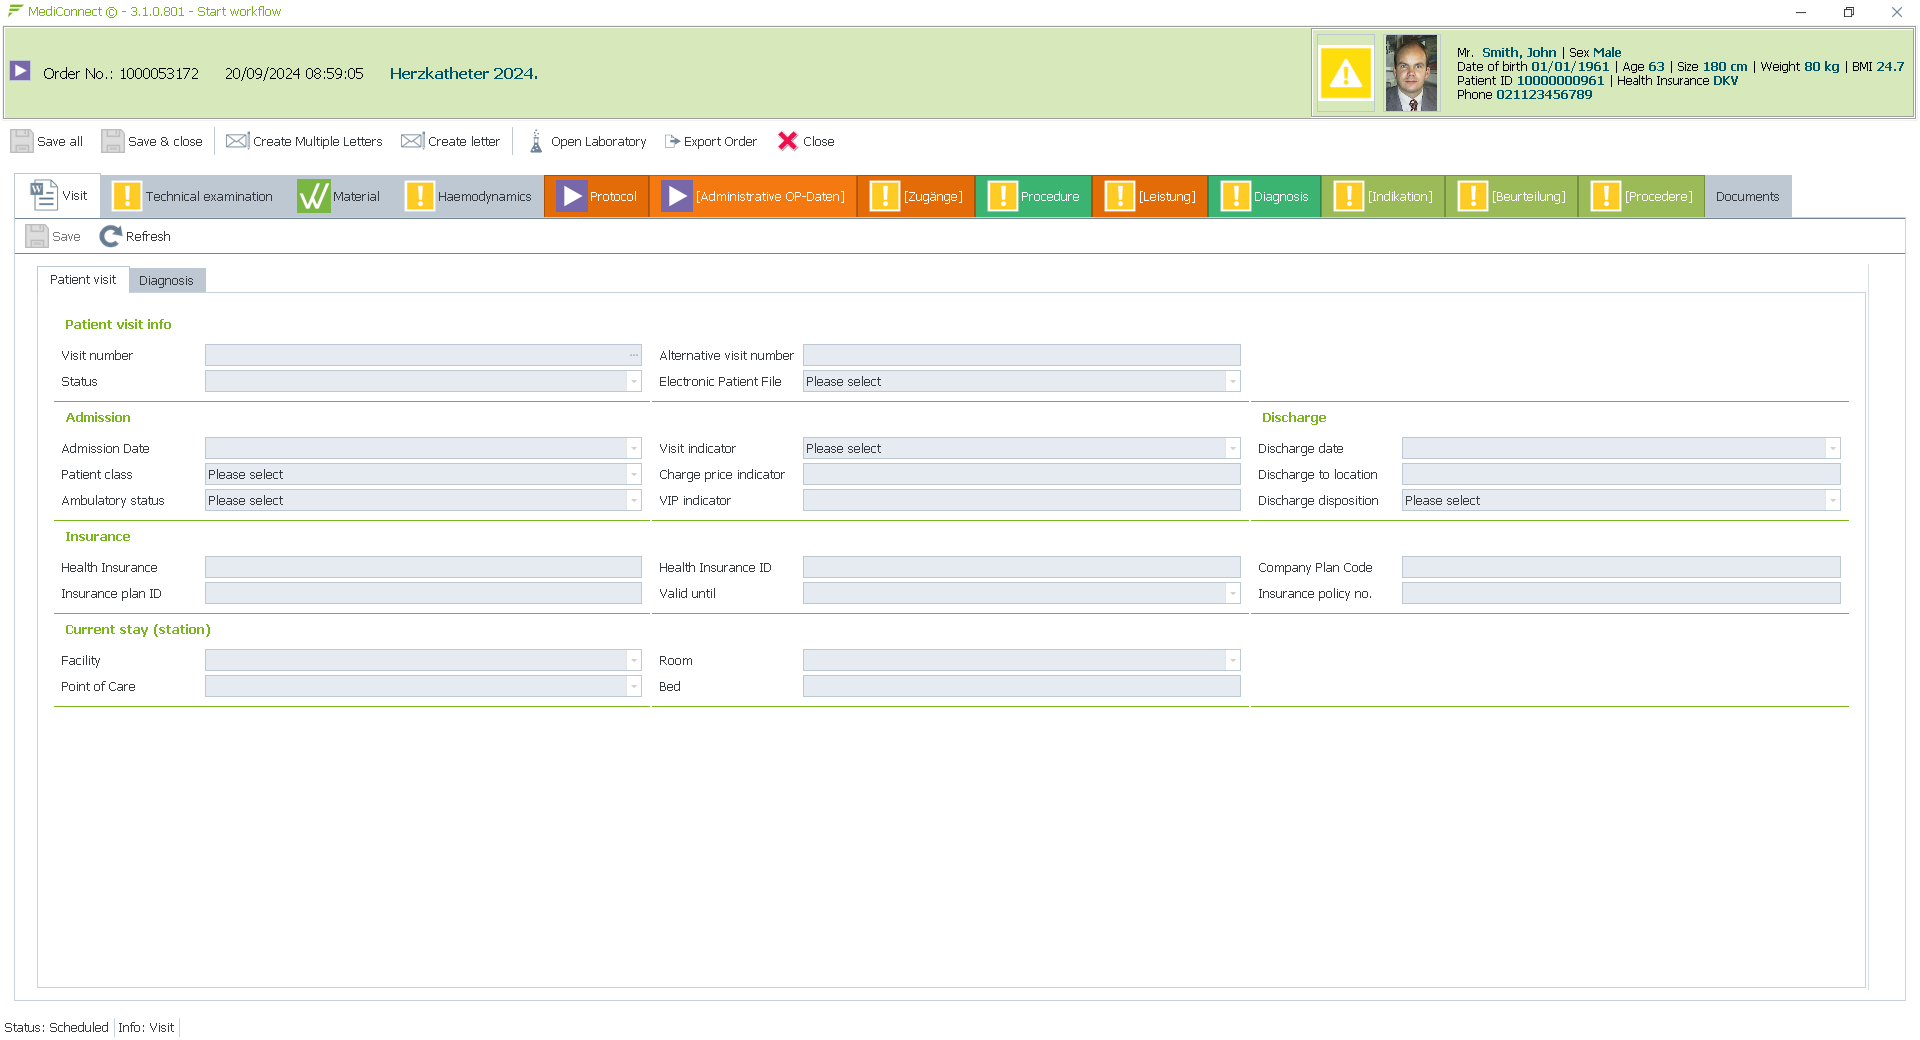 MediConnect © - 3.1.0.801 - Start workflow
Order No.: 1000053172 20/09/2024 08:59:05 Herzkatheter 2024.
Mr. Smith, John | Sex Male
Date of birth 01/01/1961 | Age 63 | Size 180 cm | Weight 80 kg | BMI 24.7
Patient ID 10000000961 | Health Insurance DKV
Phone 021123456789
Save all Save & close Create Multiple Letters Create letter Open Laboratory Export Order Close
Visit Technical examination Material Haemodynamics Protocol [Administrative OP-Daten] [Zugänge] Procedure [Leistung] Diagnosis [Indikation] [Beurteilung] [Procedere] Documents
Save Refresh
Patient visit Diagnosis
Patient visit info
Visit number ... Alternative visit number
Status Electronic Patient File Please select
Admission Discharge
Admission Date Visit indicator Please select Discharge date
Patient class Please select Charge price indicator Discharge to location
Ambulatory status Please select VIP indicator Discharge disposition Please select
Insurance
Health Insurance Health Insurance ID Company Plan Code
Insurance plan ID Valid until Insurance policy no.
Current stay (station)
Facility Room
Point of Care Bed
Status: Scheduled Info: Visit